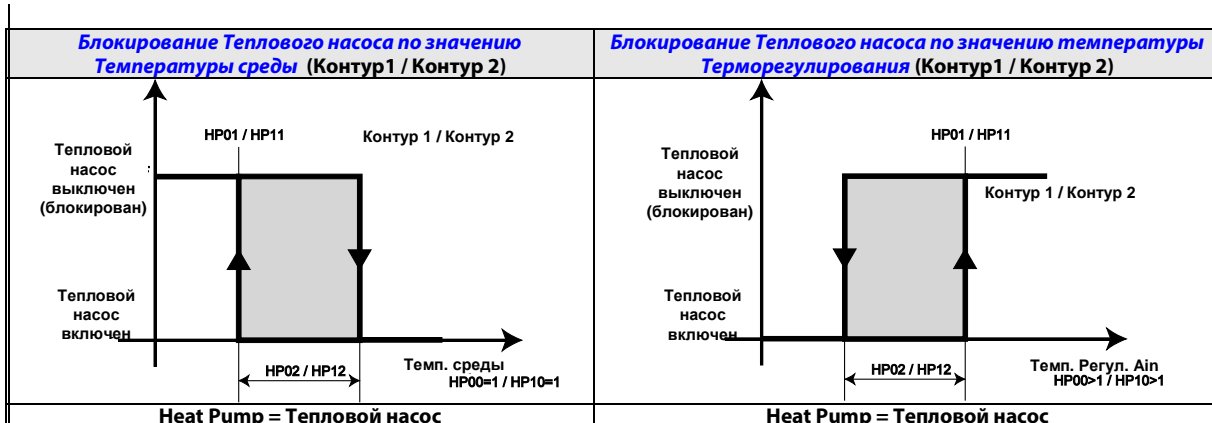 Блокирование Теплового насоса по значению
Температуры среды (Контур1 / Контур 2)
HP01 / HP11
Контур 1 / Контур 2
Тепловой
насос
выключен
(блокирован)
Тепловой
насос
включен
HP02 / HP12
Темп. среды
HP00=1 / HP10=1
Heat Pump = Тепловой насос
Блокирование Теплового насоса по значению температуры
Терморегулирования (Контур1 / Контур 2)
HP01 / HP11
Тепловой
насос
выключен
(блокирован)
Контур 1 / Контур 2
Тепловой
насос
включен
HP02 / HP12
Темп. Регул. Ain
HP00>1 / HP10>1
Heat Pump = Тепловой насос